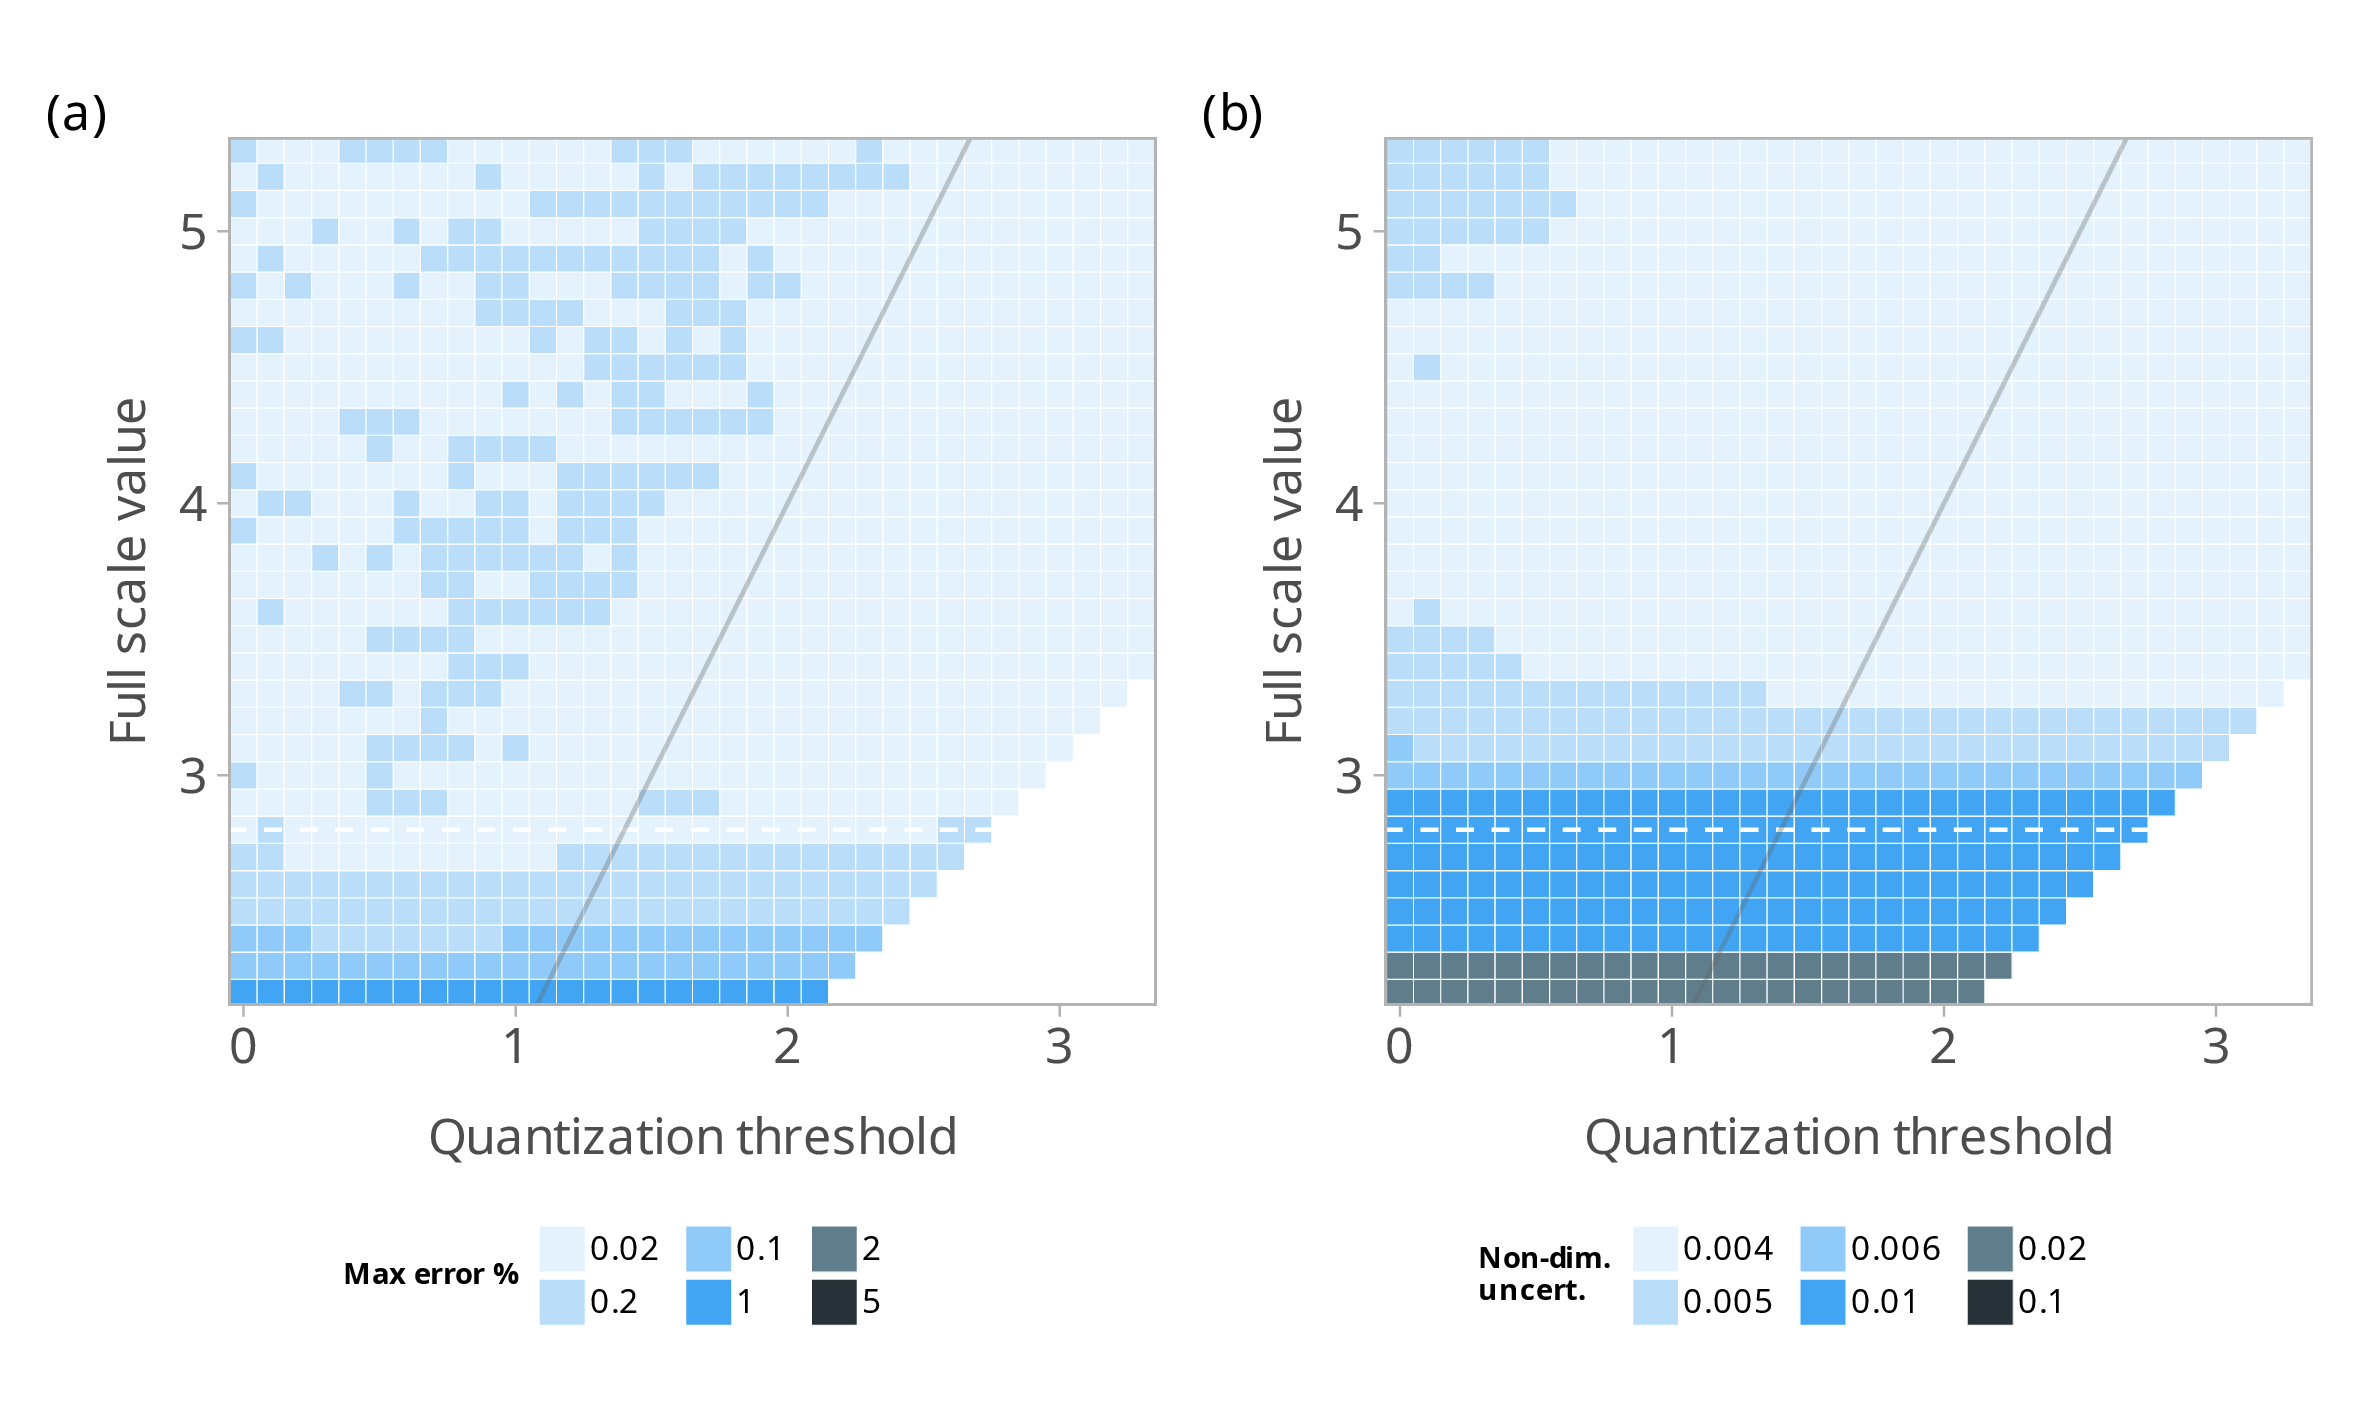 (a)
(b)
Full scale value
5
4
3
0 1 2 3
Quantization threshold
Max error %
0.02 0.1 2
0.2 1 5
Full scale value
5
4
3
0 1 2 3
Quantization threshold
Non-dim.
uncert.
0.004 0.006 0.02
0.005 0.01 0.1